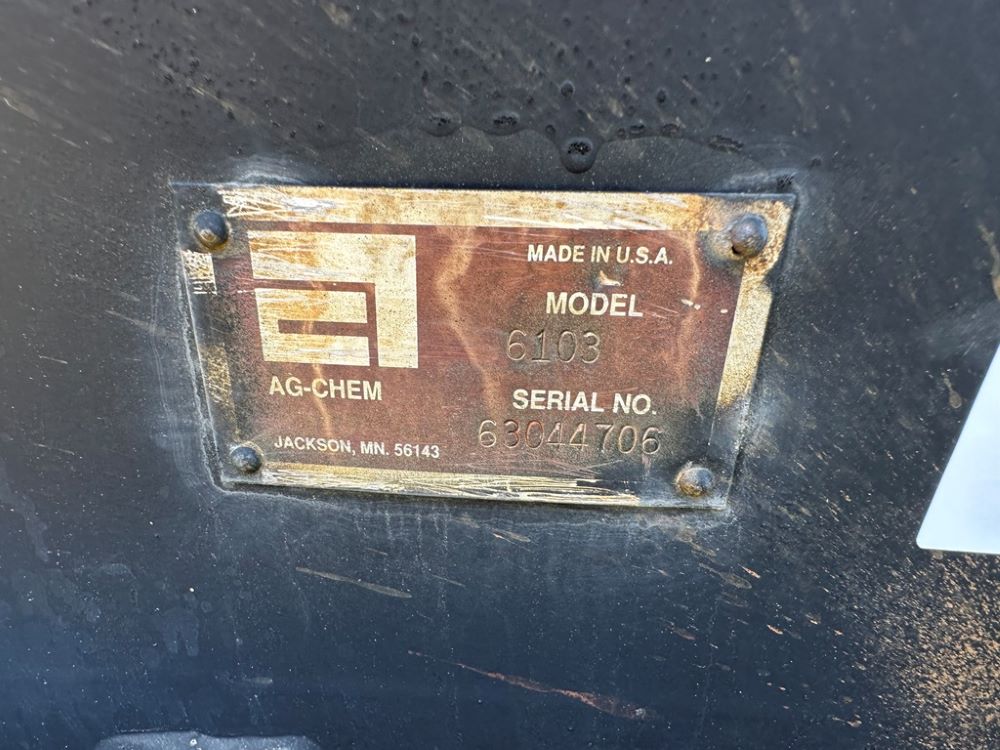 MADE IN U.S.A.
MODEL
6103
AG-CHEM
SERIAL NO.
63044706
JACKSON, MN. 56143